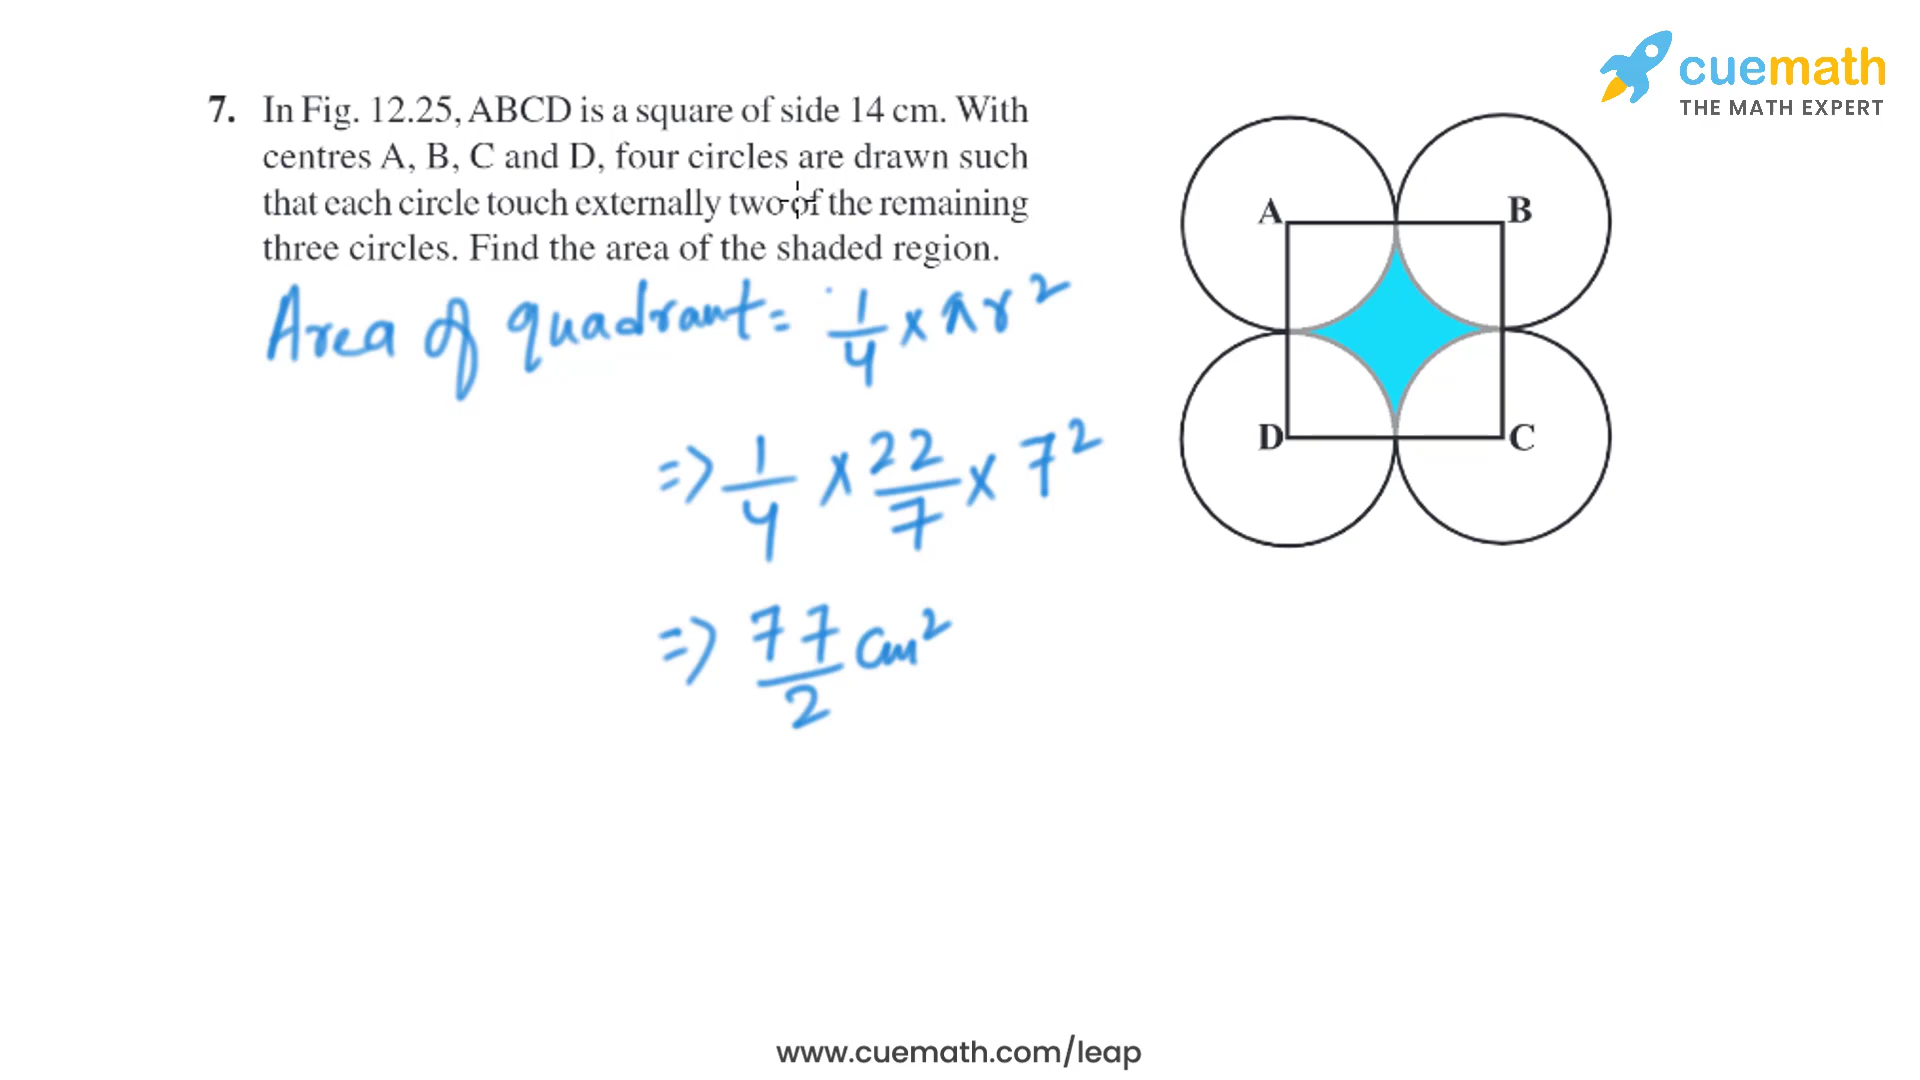 cuemath
THE MATH EXPERT
7. In Fig. 12.25, ABCD is a square of side 14 cm. With
centres A, B, C and D, four circles are drawn such
that each circle touch externally two of the remaining
three circles. Find the area of the shaded region.
A
B
D
C
Area of quadrant = 1/4 × πr²
=> 1/4 × 22/7 × 7²
=> 77/2 cm²
www.cuemath.com/leap